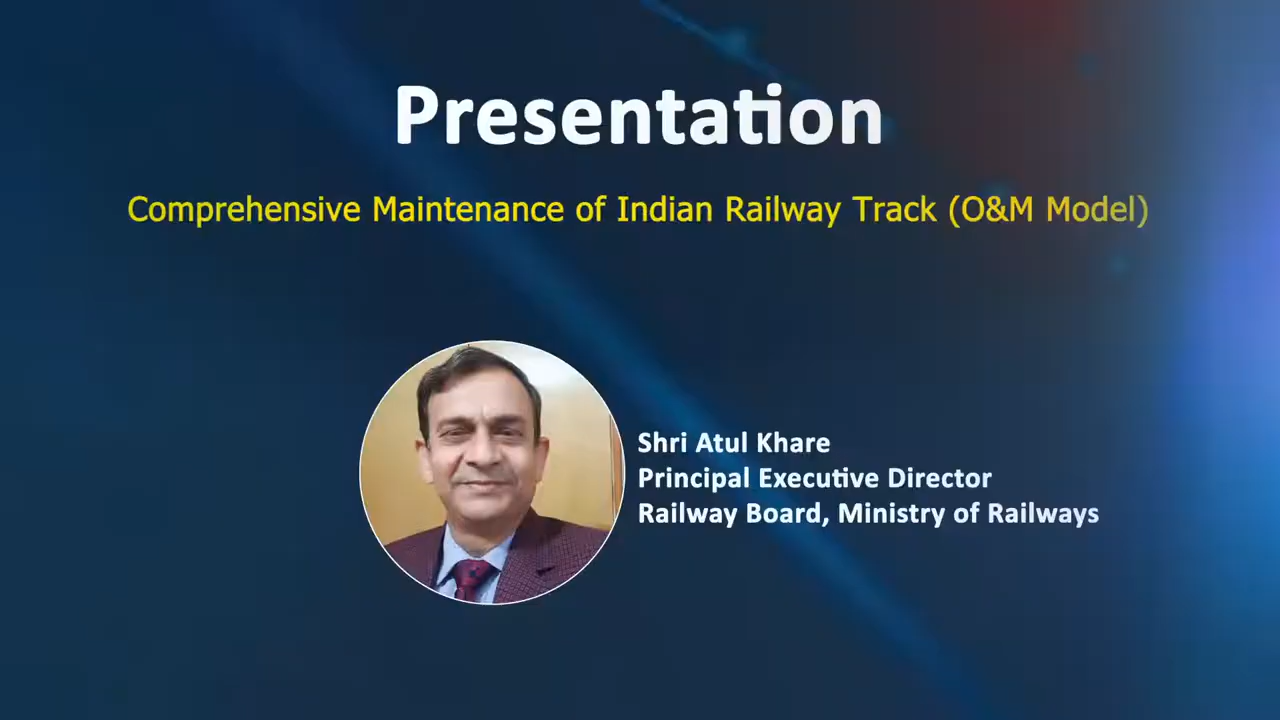 Presentation
Comprehensive Maintenance of Indian Railway Track (O&M Model)
Shri Atul Khare
Principal Executive Director
Railway Board, Ministry of Railways